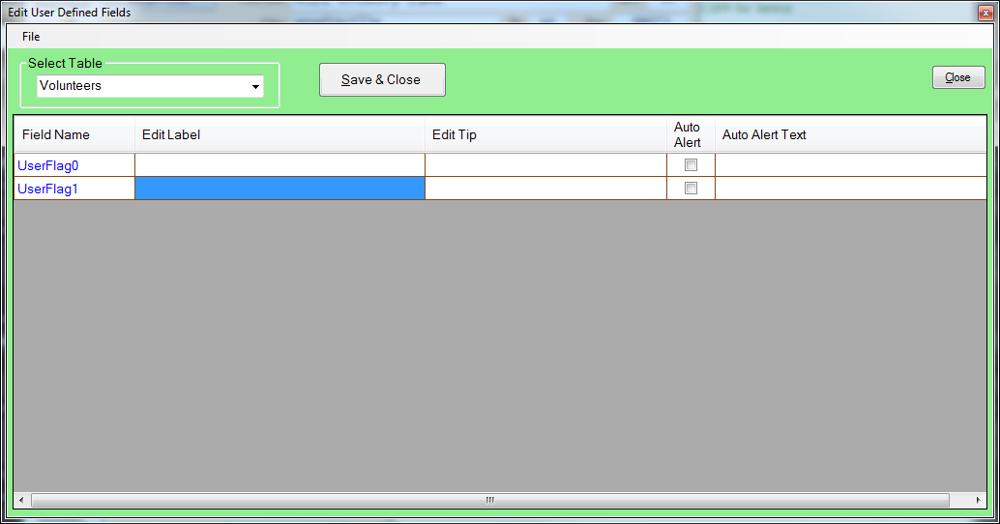 Edit User Defined Fields
File
Select Table
Volunteers
Save & Close
Close
Field Name Edit Label Edit Tip Auto Alert Auto Alert Text
UserFlag0
UserFlag1